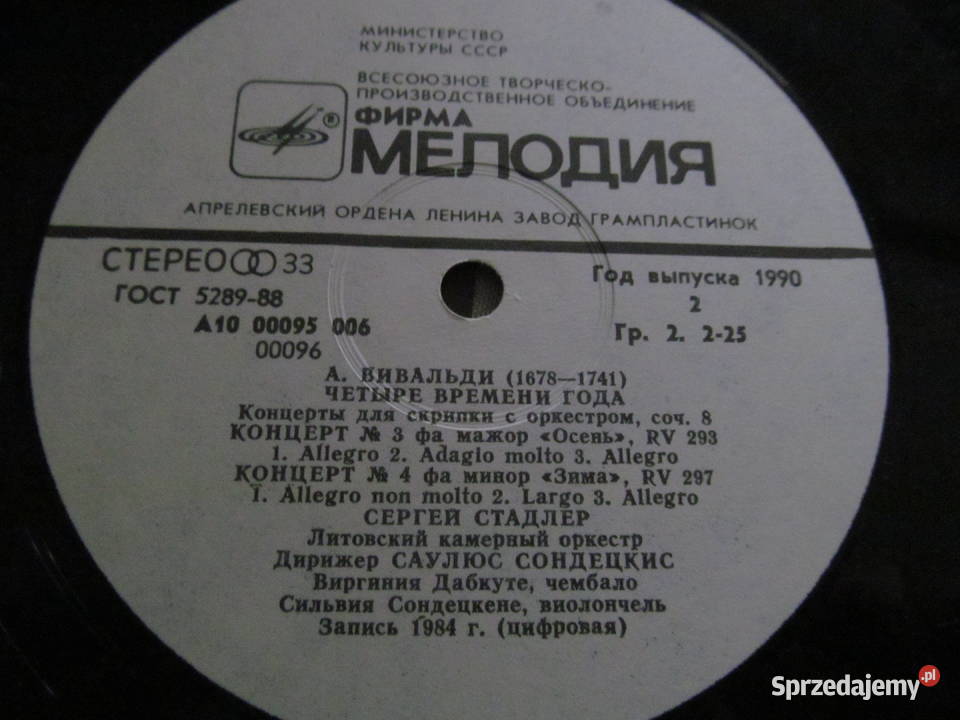 МИНИСТЕРСТВО
КУЛЬТУРЫ СССР
ВСЕСОЮЗНОЕ ТВОРЧЕСКО-
ПРОИЗВОДСТВЕННОЕ ОБЪЕДИНЕНИЕ
®
ФИРМА
МЕЛОДИЯ
АПРЕЛЕВСКИЙ ОРДЕНА ЛЕНИНА ЗАВОД ГРАМПЛАСТИНОК
СТЕРЕО 33
ГОСТ 5289-88
А10 00095 006
00096
Год выпуска 1990
2
Гр. 2. 2-25
А. ВИВАЛЬДИ (1678—1741)
ЧЕТЫРЕ ВРЕМЕНИ ГОДА
Концерты для скрипки с оркестром, соч. 8
КОНЦЕРТ № 3 фа мажор «Осень», RV 293
1. Allegro 2. Adagio molto 3. Allegro
КОНЦЕРТ № 4 фа минор «Зима», RV 297
1. Allegro non molto 2. Largo 3. Allegro
СЕРГЕЙ СТАДЛЕР
Литовский камерный оркестр
Дирижер САУЛЮС СОНДЕЦКИС
Виргиния Дабкуте, чембало
Сильвия Сондецкене, виолончель
Запись 1984 г. (цифровая)
Sprzedajemy.pl